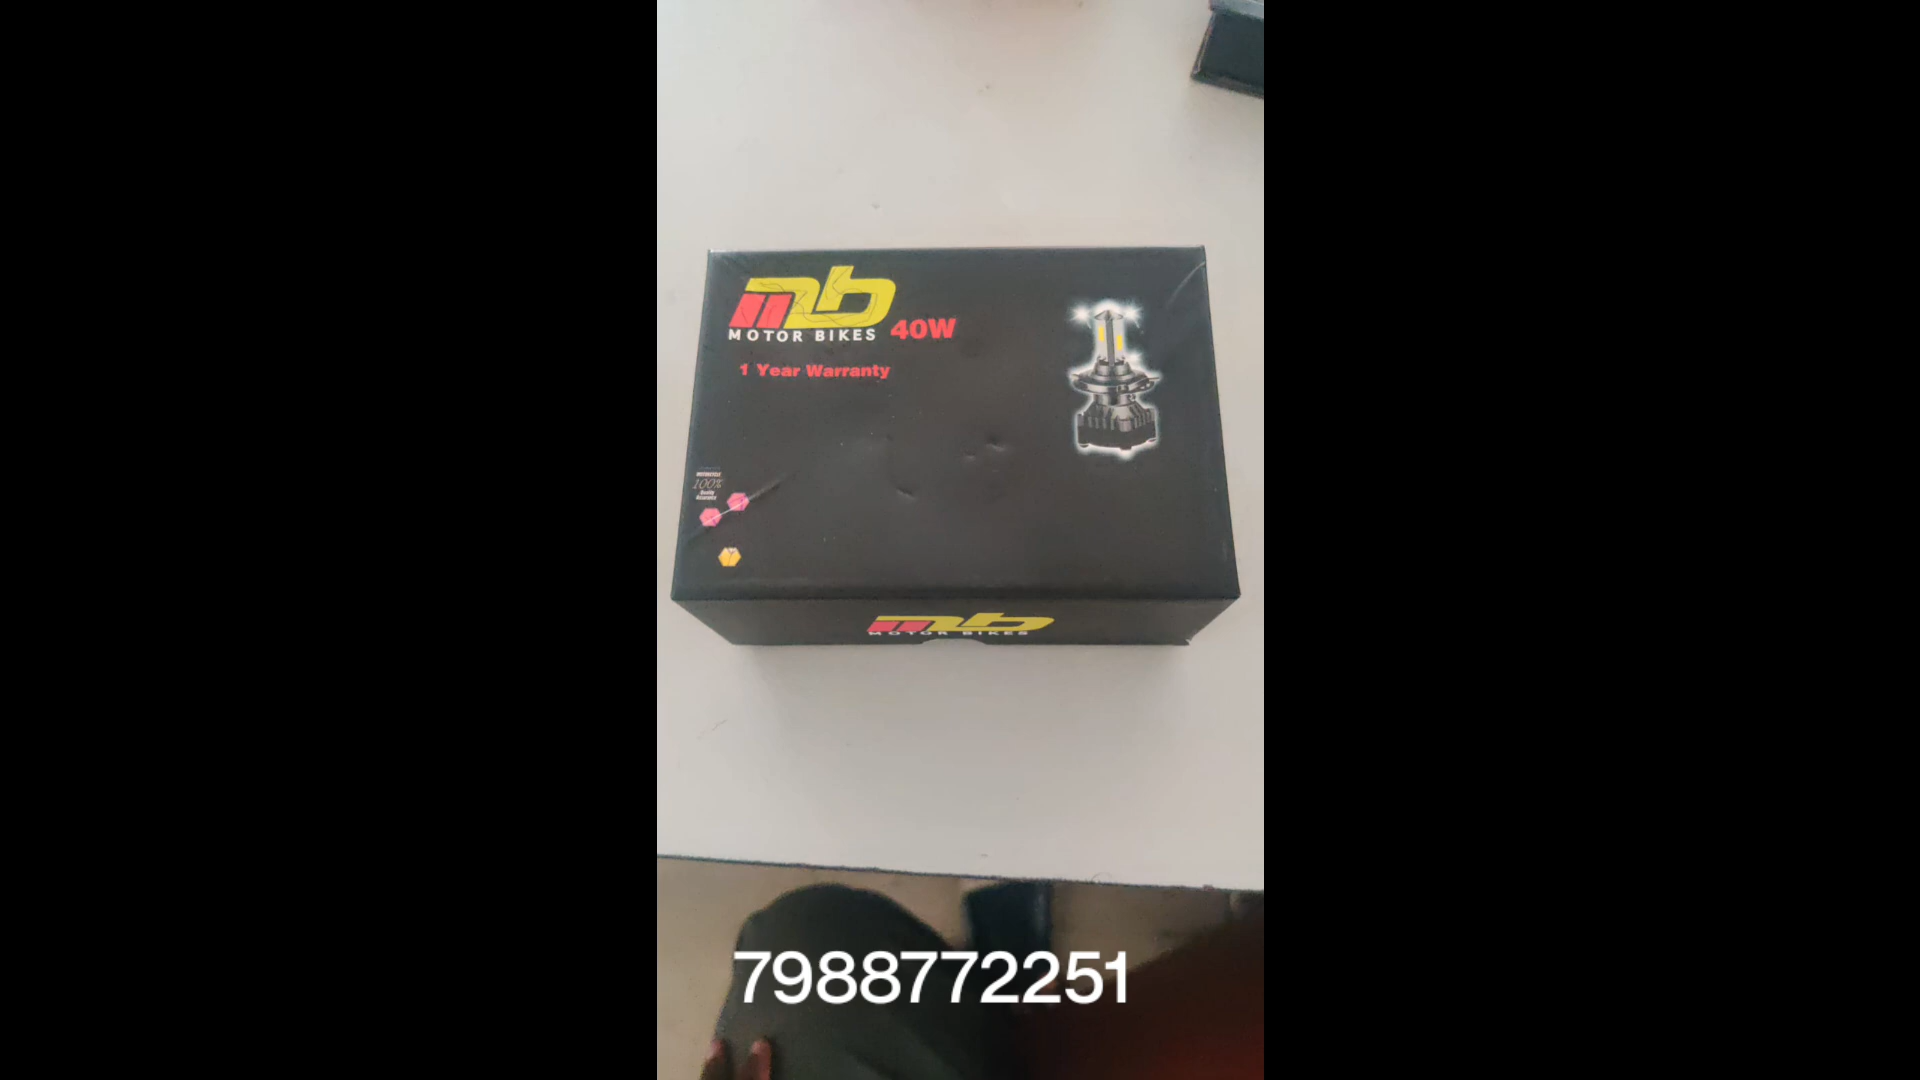 mb
MOTOR BIKES 40W
1 Year Warranty
100%
mb
MOTOR BIKES
7988772251